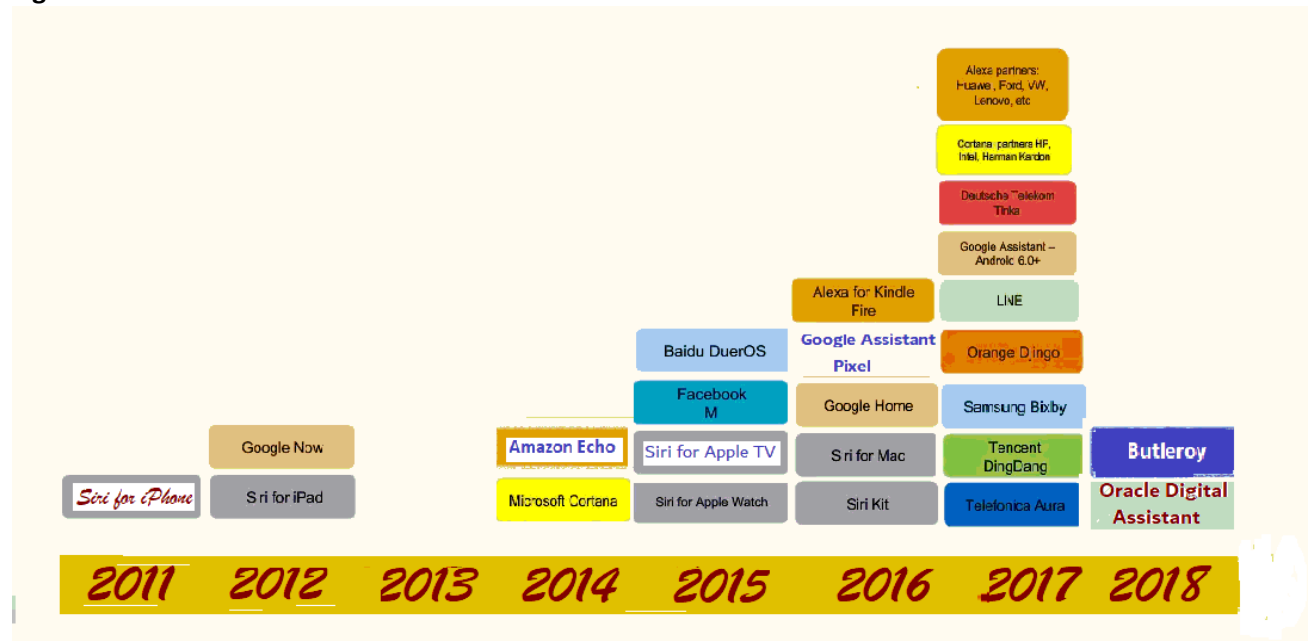 Siri for iPhone
Google Now
Siri for iPad
Amazon Echo
Microsoft Cortana
Baidu DuerOS
Facebook
M
Siri for Apple TV
Siri for Apple Watch
Alexa for Kindle
Fire
Google Assistant
Pixel
Google Home
Siri for Mac
Siri Kit
Alexa partners:
Huawei, Ford, VW,
Lenovo, etc
Cortana partners HP,
Intel, Harman Kardon
Deutsche Telekom
Tinka
Google Assistant –
Android 6.0+
LINE
Orange Djingo
Samsung Bixby
Tencent
DingDang
Telefonica Aura
Butleroy
Oracle Digital
Assistant
2011 2012 2013 2014 2015 2016 2017 2018